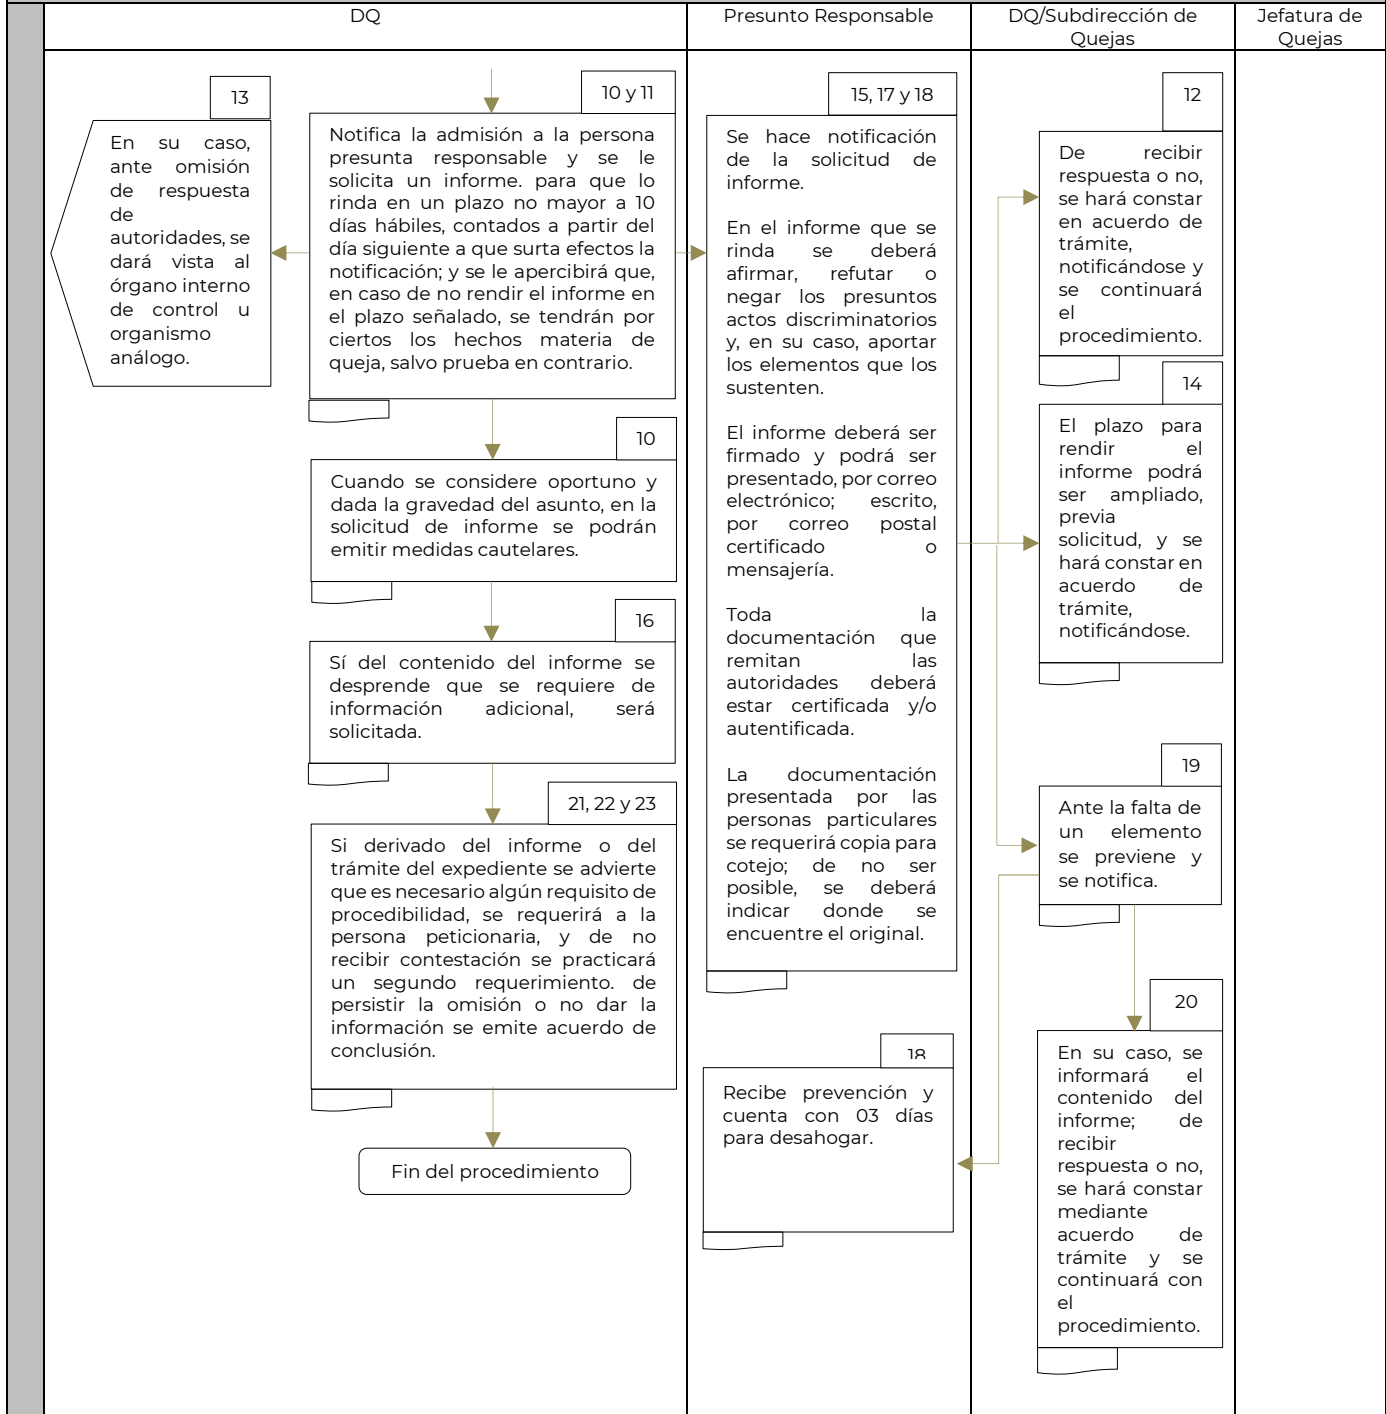 DQ
Presunto Responsable
DQ/Subdirección de
Quejas
Jefatura de
Quejas
13
En su caso,
ante omisión
de respuesta
de
autoridades, se
dará vista al
órgano interno
de control u
organismo
análogo.
10 y 11
Notifica la admisión a la persona
presunta responsable y se le
solicita un informe. para que lo
rinda en un plazo no mayor a 10
días hábiles, contados a partir del
día siguiente a que surta efectos la
notificación; y se le apercibirá que,
en caso de no rendir el informe en
el plazo señalado, se tendrán por
ciertos los hechos materia de
queja, salvo prueba en contrario.
10
Cuando se considere oportuno y
dada la gravedad del asunto, en la
solicitud de informe se podrán
emitir medidas cautelares.
16
Sí del contenido del informe se
desprende que se requiere de
información adicional, será
solicitada.
21, 22 y 23
Si derivado del informe o del
trámite del expediente se advierte
que es necesario algún requisito de
procedibilidad, se requerirá a la
persona peticionaria, y de no
recibir contestación se practicará
un segundo requerimiento. de
persistir la omisión o no dar la
información se emite acuerdo de
conclusión.
Fin del procedimiento
15, 17 y 18
Se hace notificación
de la solicitud de
informe.
En el informe que se
rinda se deberá
afirmar, refutar o
negar los presuntos
actos discriminatorios
y, en su caso, aportar
los elementos que los
sustenten.
El informe deberá ser
firmado y podrá ser
presentado, por correo
electrónico; escrito,
por correo postal
certificado o
mensajería.
Toda la
documentación que
remitan las
autoridades deberá
estar certificada y/o
autentificada.
La documentación
presentada por las
personas particulares
se requerirá copia para
cotejo; de no ser
posible, se deberá
indicar donde se
encuentre el original.
18
Recibe prevención y
cuenta con 03 días
para desahogar.
12
De recibir
respuesta o no,
se hará constar
en acuerdo de
trámite,
notificándose y
se continuará
el
procedimiento.
14
El plazo para
rendir el
informe podrá
ser ampliado,
previa
solicitud, y se
hará constar en
acuerdo de
trámite,
notificándose.
19
Ante la falta de
un elemento
se previene y
se notifica.
20
En su caso, se
informará el
contenido del
informe; de
recibir
respuesta o no,
se hará constar
mediante
acuerdo de
trámite y se
continuará con
el
procedimiento.